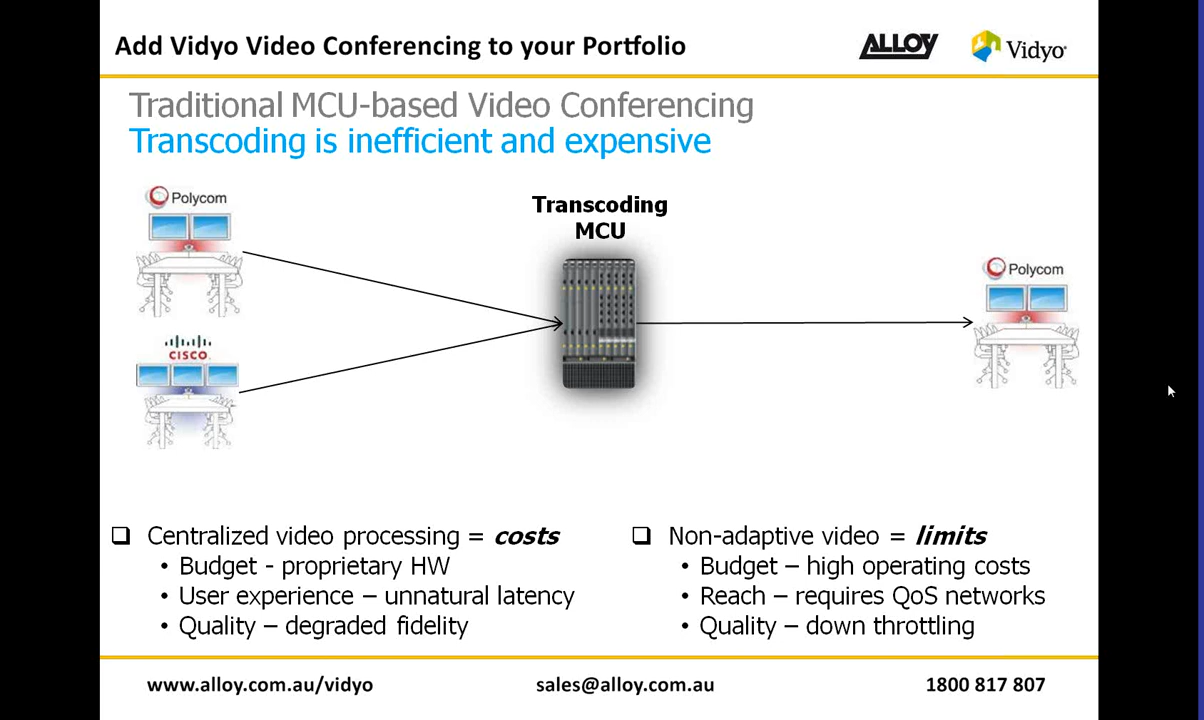 Add Vidyo Video Conferencing to your Portfolio
ALLOY
Vidyo
Traditional MCU-based Video Conferencing
Transcoding is inefficient and expensive
Polycom
Transcoding
MCU
Polycom
CISCO
❑ Centralized video processing = costs
• Budget - proprietary HW
• User experience – unnatural latency
• Quality – degraded fidelity
❑ Non-adaptive video = limits
• Budget – high operating costs
• Reach – requires QoS networks
• Quality – down throttling
www.alloy.com.au/vidyo
sales@alloy.com.au
1800 817 807